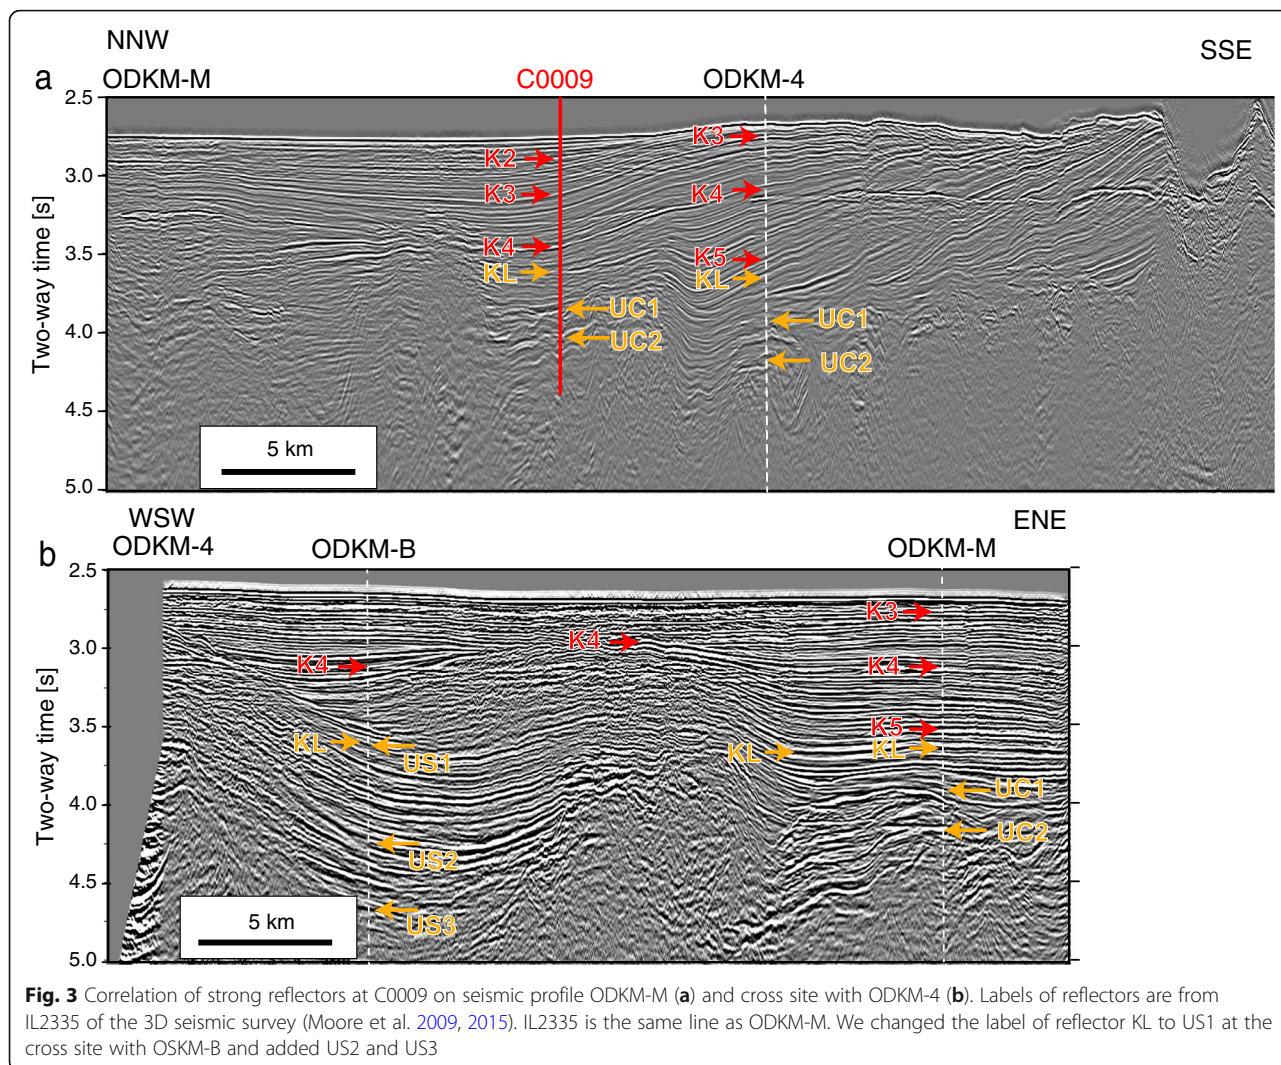 NNW
SSE
a
ODKM-M
C0009
ODKM-4
2.5
3.0
3.5
4.0
4.5
5.0
Two-way time [s]
K2
K3
K4
KL
UC1
UC2
K3
K4
K5
KL
UC1
UC2
5 km
WSW
ENE
b
ODKM-4
ODKM-B
ODKM-M
2.5
3.0
3.5
4.0
4.5
5.0
Two-way time [s]
K4
KL
US1
US2
US3
K4
KL
K3
K4
K5
KL
UC1
UC2
5 km
Fig. 3 Correlation of strong reflectors at C0009 on seismic profile ODKM-M (a) and cross site with ODKM-4 (b). Labels of reflectors are from
IL2335 of the 3D seismic survey (Moore et al. 2009, 2015). IL2335 is the same line as ODKM-M. We changed the label of reflector KL to US1 at the
cross site with OSKM-B and added US2 and US3